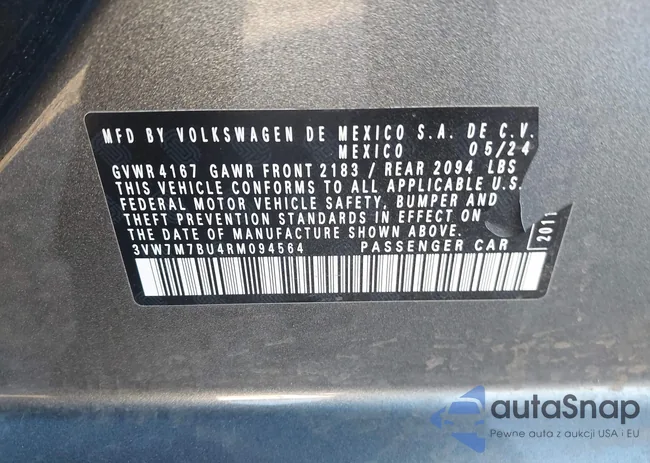 MFD BY VOLKSWAGEN DE MEXICO S.A. DE C.V.
MEXICO 05/24
GVWR 4167 GAWR FRONT 2183 / REAR 2094 LBS
THIS VEHICLE CONFORMS TO ALL APPLICABLE U.S.
FEDERAL MOTOR VEHICLE SAFETY, BUMPER AND
THEFT PREVENTION STANDARDS IN EFFECT ON
THE DATE OF MANUFACTURE SHOWN ABOVE.
3VW7M7BU4RM094564 PASSENGER CAR
2011
autaSnap
Pewne auta z aukcji USA i EU